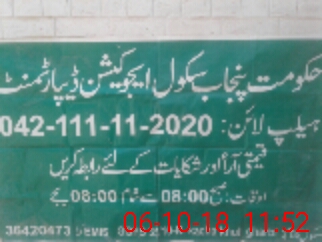 حکومت پنجاب سکول ایجوکیشن ڈیپارٹمنٹ
ہیلپ لائن: 042-111-11-2020
قیمتی آراء اور شکایات کے لئے رابطہ کریں
اوقات: صبح 08:00 سے شام 08:00 بجے
06-10-18 11:52